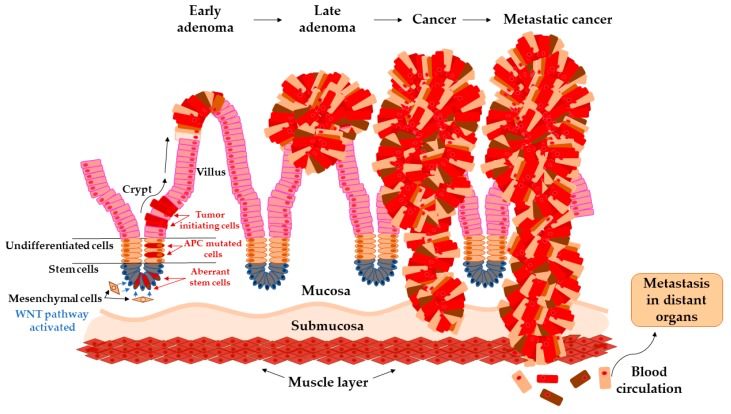 Early
adenoma
Late
adenoma
Cancer
Metastatic cancer
Villus
Crypt
Tumor
initiating cells
Undifferentiated cells
APC mutated
cells
Stem cells
Aberrant
stem cells
Mesenchymal cells
WNT pathway
activated
Mucosa
Submucosa
Muscle layer
Metastasis
in distant
organs
Blood
circulation